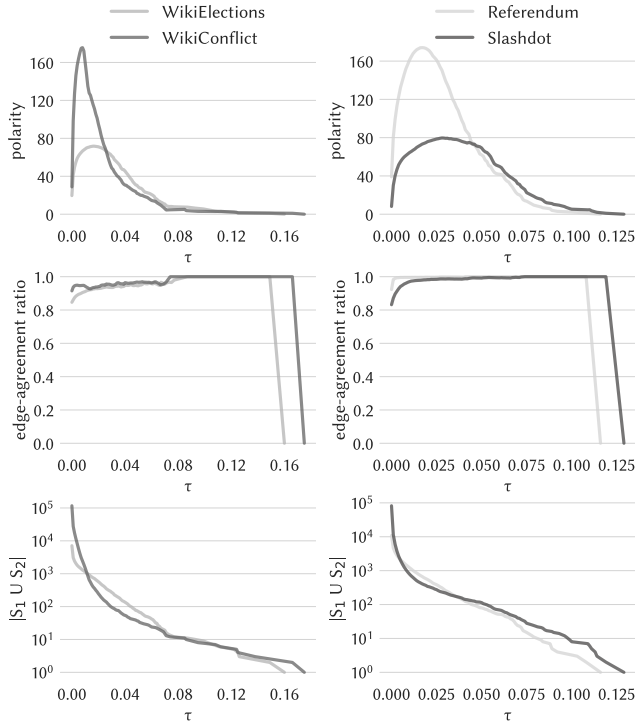 WikiElections
WikiConflict
Referendum
Slashdot
polarity
160
120
80
40
0
0.00 0.04 0.08 0.12 0.16
τ
polarity
160
120
80
40
0
0.000 0.025 0.050 0.075 0.100 0.125
τ
edge-agreement ratio
1.0
0.8
0.6
0.4
0.2
0.0
0.00 0.04 0.08 0.12 0.16
τ
edge-agreement ratio
1.0
0.8
0.6
0.4
0.2
0.0
0.000 0.025 0.050 0.075 0.100 0.125
τ
|S₁ U S₂|
10⁵
10⁴
10³
10²
10¹
10⁰
0.00 0.04 0.08 0.12 0.16
τ
|S₁ U S₂|
10⁵
10⁴
10³
10²
10¹
10⁰
0.000 0.025 0.050 0.075 0.100 0.125
τ